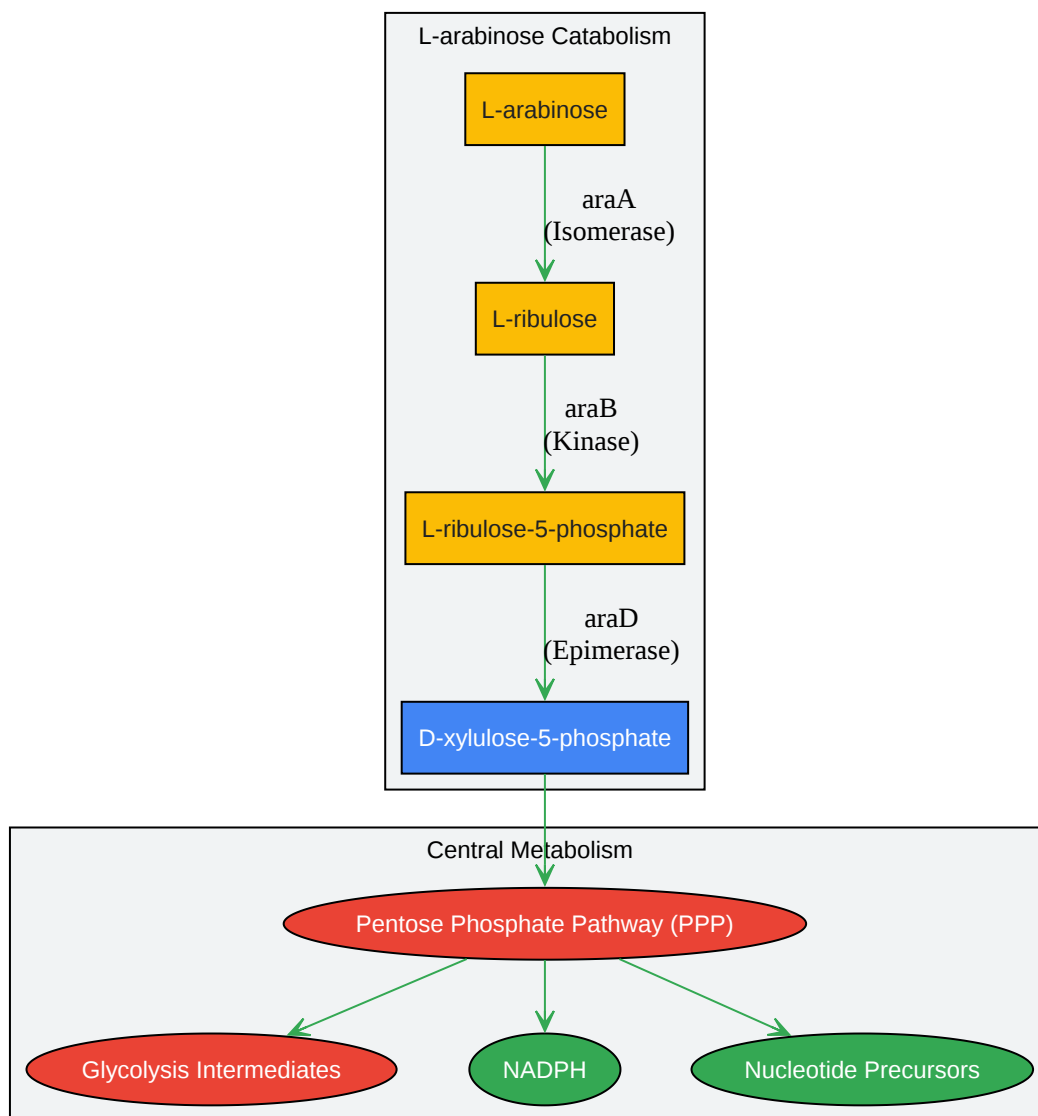 L-arabinose Catabolism
L-arabinose
araA
(Isomerase)
L-ribulose
araB
(Kinase)
L-ribulose-5-phosphate
araD
(Epimerase)
D-xylulose-5-phosphate
Central Metabolism
Pentose Phosphate Pathway (PPP)
Glycolysis Intermediates
NADPH
Nucleotide Precursors